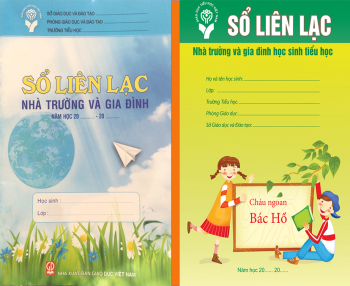 SỞ GIÁO DỤC VÀ ĐÀO TẠO
PHÒNG GIÁO DỤC VÀ ĐÀO TẠO
TRƯỜNG TIỂU HỌC
SỔ LIÊN LẠC
NHÀ TRƯỜNG VÀ GIA ĐÌNH
NĂM HỌC 20........ - 20........
Học sinh :
Lớp :
NHÀ XUẤT BẢN GIÁO DỤC VIỆT NAM
SỔ LIÊN LẠC
Nhà trường và gia đình học sinh tiểu học
Họ và tên học sinh:
Lớp:
Trường Tiểu học:
Phòng Giáo dục:
Sở Giáo dục và Đào tạo:
Cháu ngoan
Bác Hồ
Năm học: 20....... 20.......